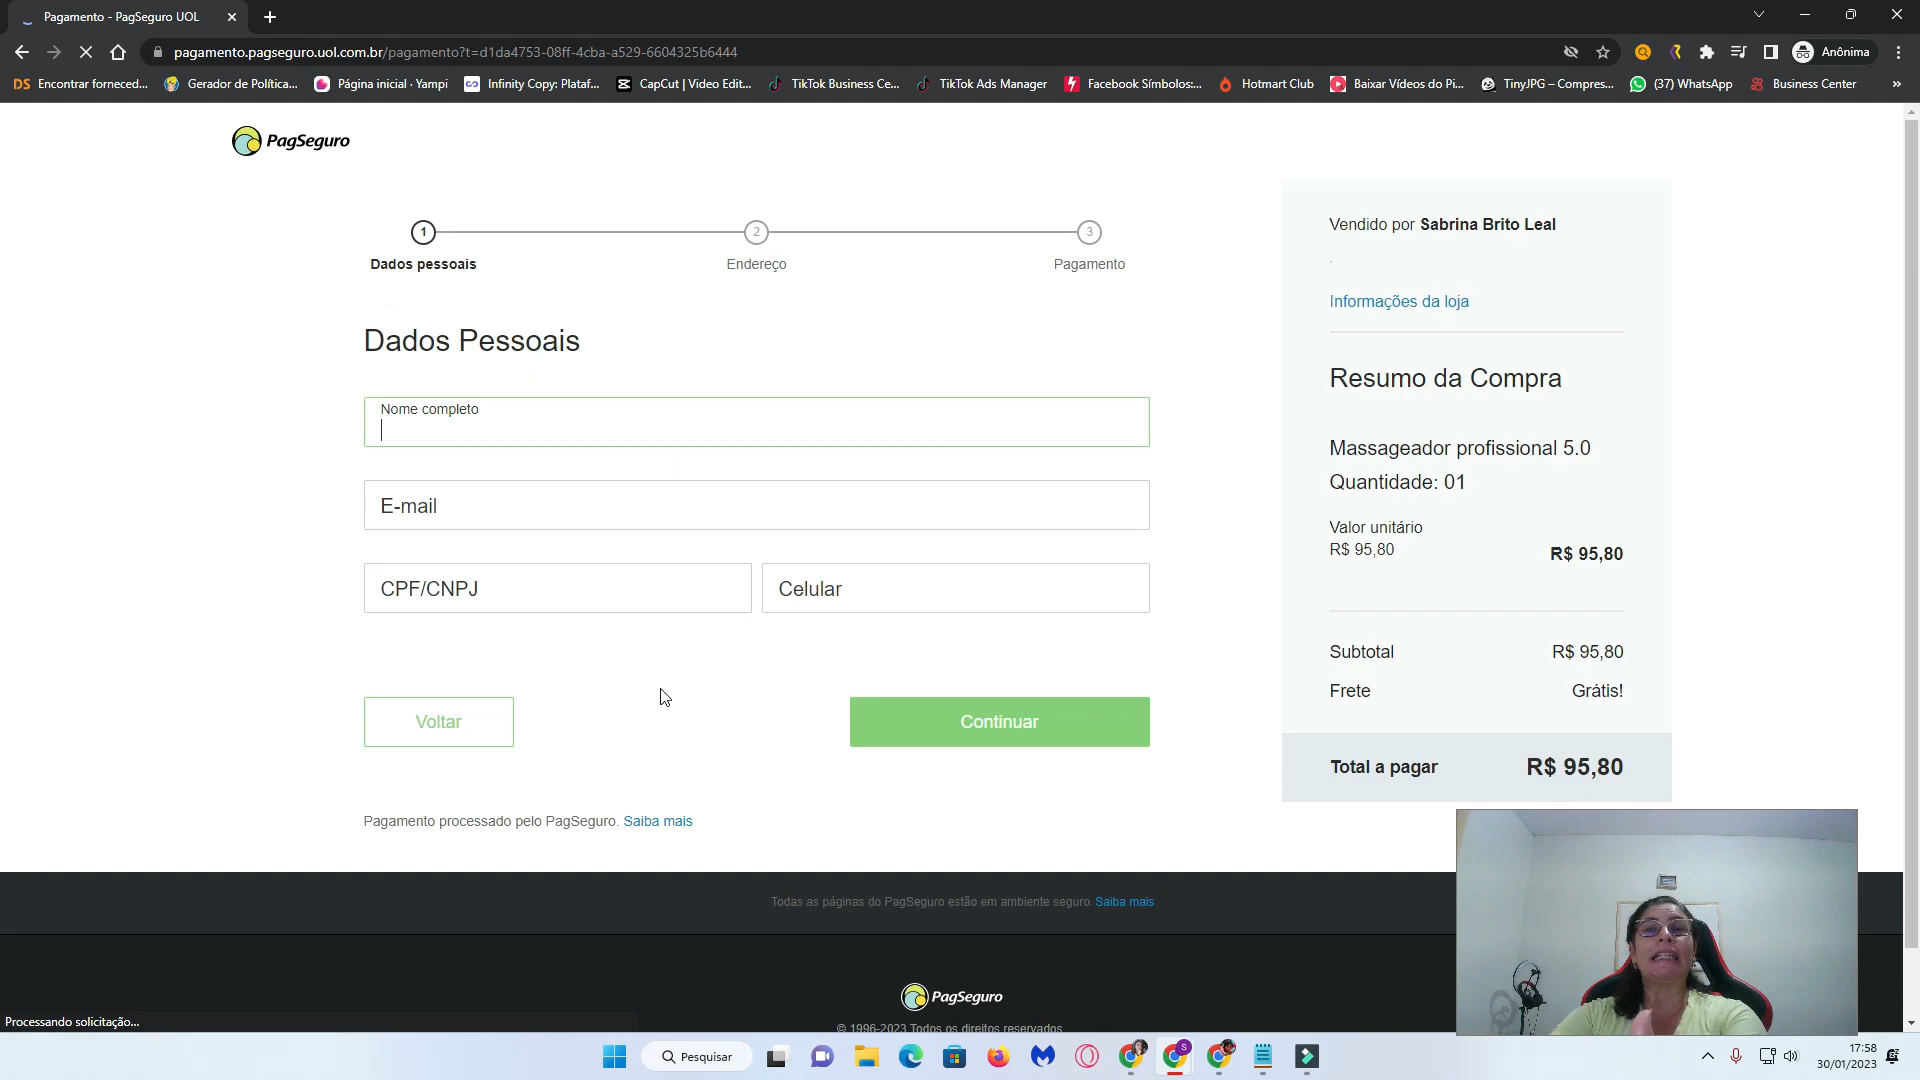 Pagamento - PagSeguro UOL
pagamento.pagseguro.uol.com.br/pagamento?t=d1da4753-08ff-4cba-a529-6604325b6444
Anônima
DS Encontrar forneced...
Gerador de Política...
Página inicial · Yampi
Infinity Copy: Plataf...
CapCut | Video Edit...
TikTok Business Ce...
TikTok Ads Manager
Facebook Símbolos:...
Hotmart Club
Baixar Vídeos do Pi...
TinyJPG – Compres...
(37) WhatsApp
Business Center
»
PagSeguro
1
2
3
Dados pessoais
Endereço
Pagamento
Dados Pessoais
Nome completo
E-mail
CPF/CNPJ
Celular
Voltar
Continuar
Pagamento processado pelo PagSeguro. Saiba mais
Vendido por Sabrina Brito Leal
.
Informações da loja
Resumo da Compra
Massageador profissional 5.0
Quantidade: 01
Valor unitário
R$ 95,80
R$ 95,80
Subtotal R$ 95,80
Frete Grátis!
Total a pagar R$ 95,80
Todas as páginas do PagSeguro estão em ambiente seguro. Saiba mais
PagSeguro
© 1996-2023 Todos os direitos reservados
Processando solicitação...
Pesquisar
S
17:58
30/01/2023